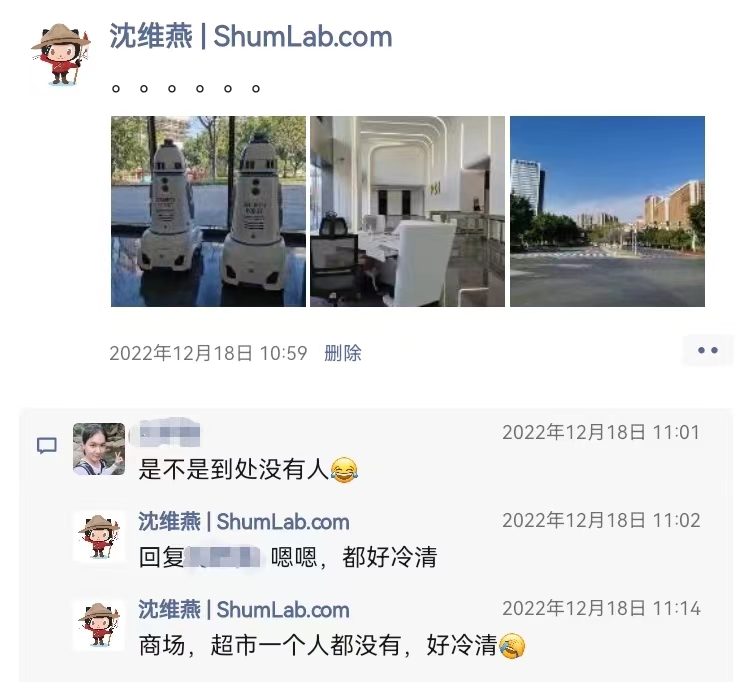 沈维燕 | ShumLab.com
。。。。。。
2022年12月18日 10:59 删除
2022年12月18日 11:01
是不是到处没有人😂
沈维燕 | ShumLab.com 2022年12月18日 11:02
回复 嗯嗯，都好冷清
沈维燕 | ShumLab.com 2022年12月18日 11:14
商场，超市一个人都没有，好冷清🤧